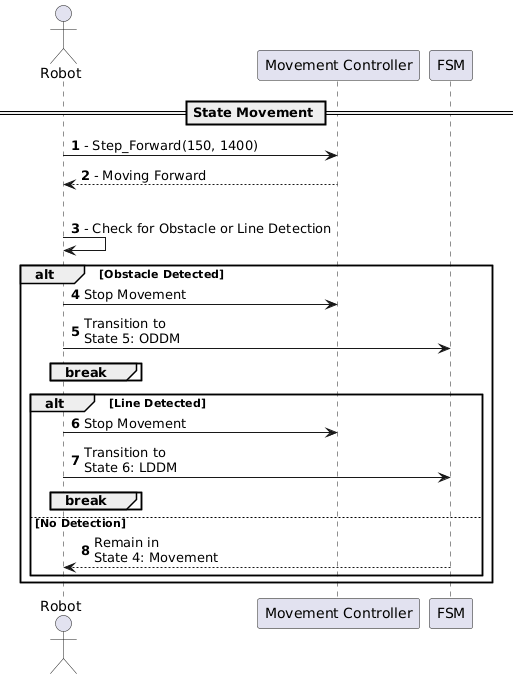 Robot
Movement Controller
FSM
State Movement
1 - Step_Forward(150, 1400)
2 - Moving Forward
3 - Check for Obstacle or Line Detection
alt [Obstacle Detected]
4 Stop Movement
5 Transition to
State 5: ODDM
break
alt [Line Detected]
6 Stop Movement
7 Transition to
State 6: LDDM
break
[No Detection]
8 Remain in
State 4: Movement
Robot
Movement Controller
FSM